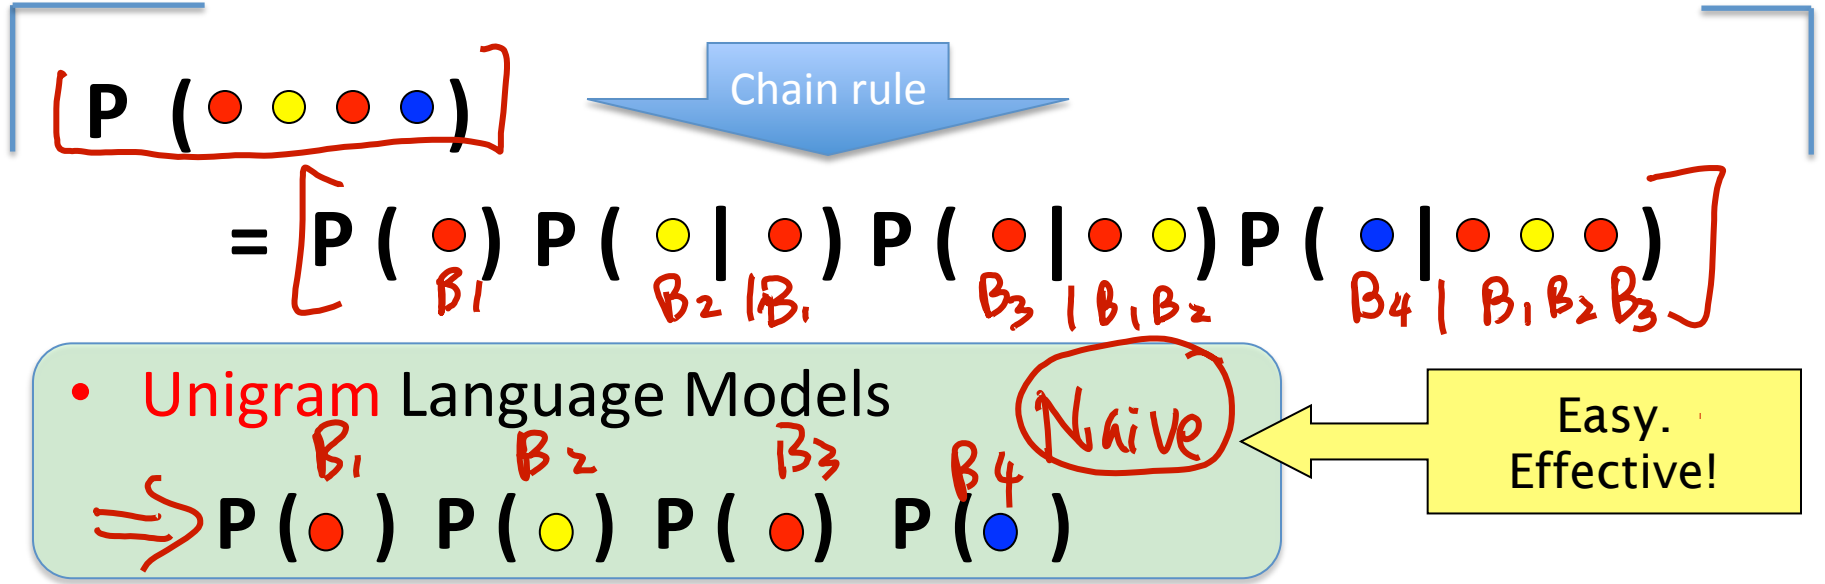 Chain rule
P ( )
= P ( ) P ( | ) P ( | ) P ( | )
B1 B2 | B1 B3 | B1 B2 B4 | B1 B2 B3
• Unigram Language Models
Naive
Easy.
Effective!
B1 B2 B3 B4
⇒ P ( ) P ( ) P ( ) P ( )